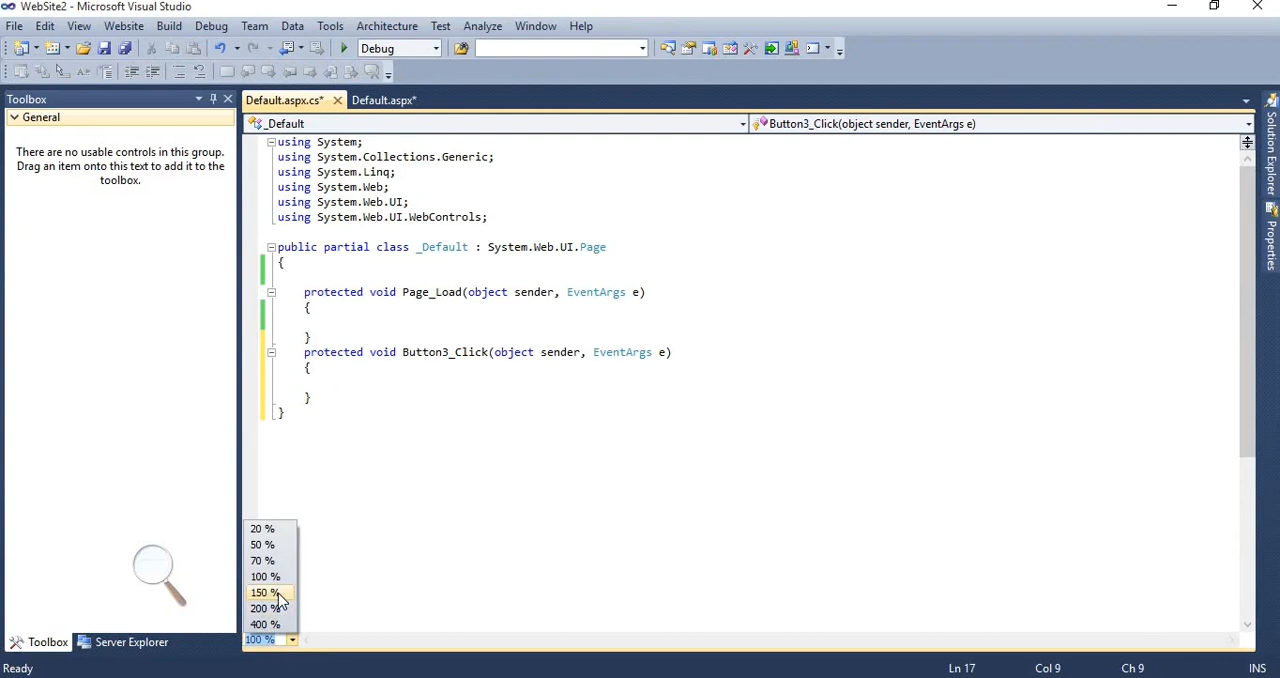 WebSite2 - Microsoft Visual Studio
File Edit View Website Build Debug Team Data Tools Architecture Test Analyze Window Help
Debug
Toolbox
General
There are no usable controls in this group.
Drag an item onto this text to add it to the
toolbox.
Toolbox Server Explorer
Default.aspx.cs* Default.aspx*
_Default Button3_Click(object sender, EventArgs e)
using System;
using System.Collections.Generic;
using System.Linq;
using System.Web;
using System.Web.UI;
using System.Web.UI.WebControls;
public partial class _Default : System.Web.UI.Page
{
protected void Page_Load(object sender, EventArgs e)
{
}
protected void Button3_Click(object sender, EventArgs e)
{
}
}
20 %
50 %
70 %
100 %
150 %
200 %
400 %
100 %
Solution Explorer
Properties
Ready Ln 17 Col 9 Ch 9 INS